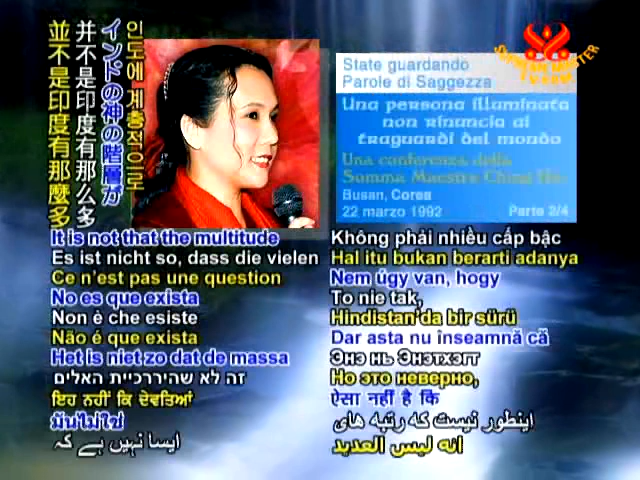 並不是印度有那麼多
并不是印度有那么多
インドの神の階層が
인도에 계층적으로
SUPREME MASTER
State guardando
Parole di Saggezza
Una persona illuminata
non rinuncia ai
traguardi del mondo
Una conferenza della
Summa Maestro Ching Hai
Busan, Corea
22 marzo 1992 Parte 2/4
It is not that the multitude
Es ist nicht so, dass die vielen
Ce n'est pas une question
No es que exista
Non è che esiste
Não é que exista
Het is niet zo dat de massa
זה לא שהיררכיית האלים
ਇਹ ਨਹੀਂ ਕਿ ਦੇਵਤਿਆਂ
มันไม่ใช่
ایسا نہیں ہے کہ
Không phải nhiều cấp bậc
Hal itu bukan berarti adanya
Nem úgy van, hogy
To nie tak,
Hindistan'da bir sürü
Dar asta nu înseamnă că
Энэ нь Энэтхэгт
Но это неверно,
ऐसा नहीं है कि
اینطور نیست که رتبه های
انه ليس العديد